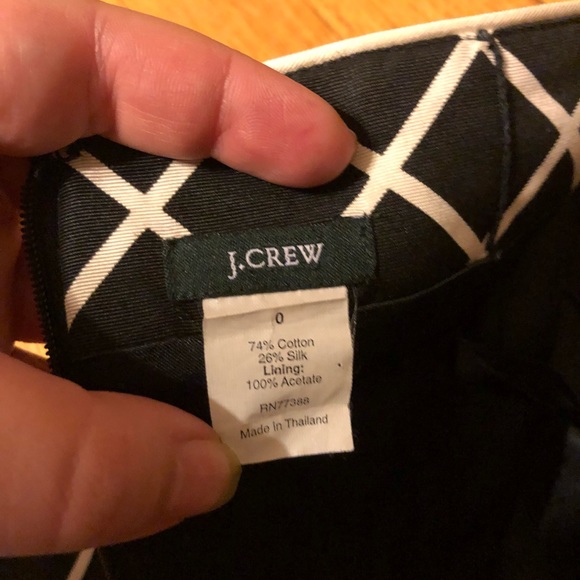 J.CREW
0
74% Cotton
26% Silk
Lining:
100% Acetate
RN77388
Made In Thailand